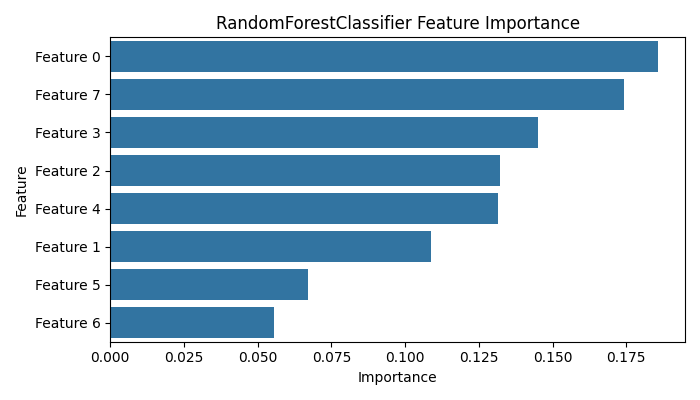 RandomForestClassifier Feature Importance
Feature 0
Feature 7
Feature 3
Feature 2
Feature 4
Feature 1
Feature 5
Feature 6
Feature
0.000 0.025 0.050 0.075 0.100 0.125 0.150 0.175
Importance